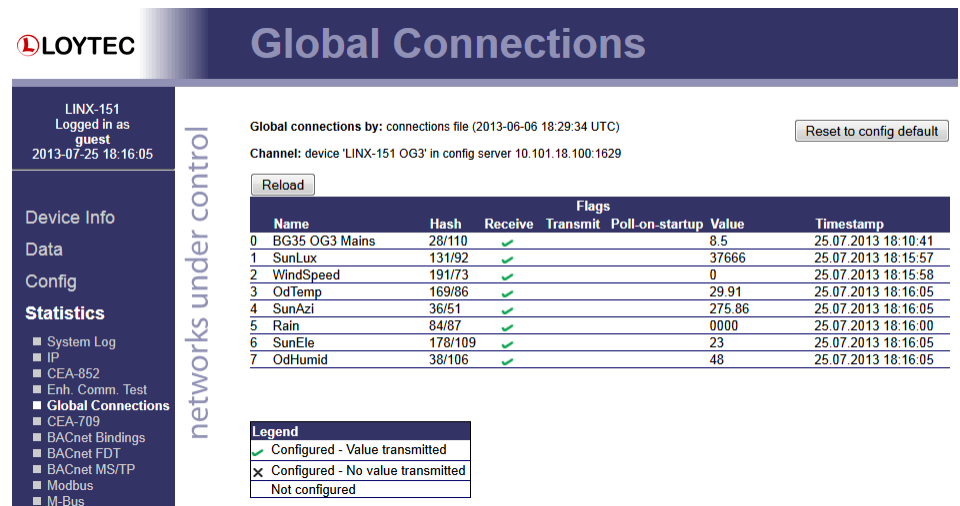 LOYTEC
Global Connections
LINX-151
Logged in as
guest
2013-07-25 18:16:05
Device Info
Data
Config
Statistics
System Log
IP
CEA-852
Enh. Comm. Test
Global Connections
CEA-709
BACnet Bindings
BACnet FDT
BACnet MS/TP
Modbus
M-Bus
networks under control
Global connections by: connections file (2013-06-06 18:29:34 UTC)
Reset to config default
Channel: device 'LINX-151 OG3' in config server 10.101.18.100:1629
Reload
Flags
Name Hash Receive Transmit Poll-on-startup Value Timestamp
0 BG35 OG3 Mains 28/110 8.5 25.07.2013 18:10:41
1 SunLux 131/92 37666 25.07.2013 18:15:57
2 WindSpeed 191/73 0 25.07.2013 18:15:58
3 OdTemp 169/86 29.91 25.07.2013 18:16:05
4 SunAzi 36/51 275.86 25.07.2013 18:16:05
5 Rain 84/87 0000 25.07.2013 18:16:00
6 SunEle 178/109 23 25.07.2013 18:16:05
7 OdHumid 38/106 48 25.07.2013 18:16:05
Legend
Configured - Value transmitted
Configured - No value transmitted
Not configured